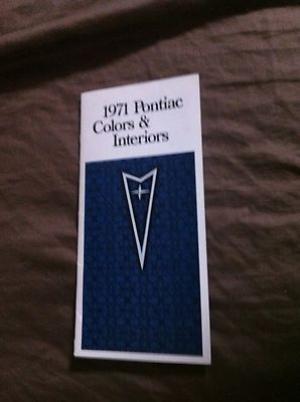 1971 Pontiac
Colors &
Interiors